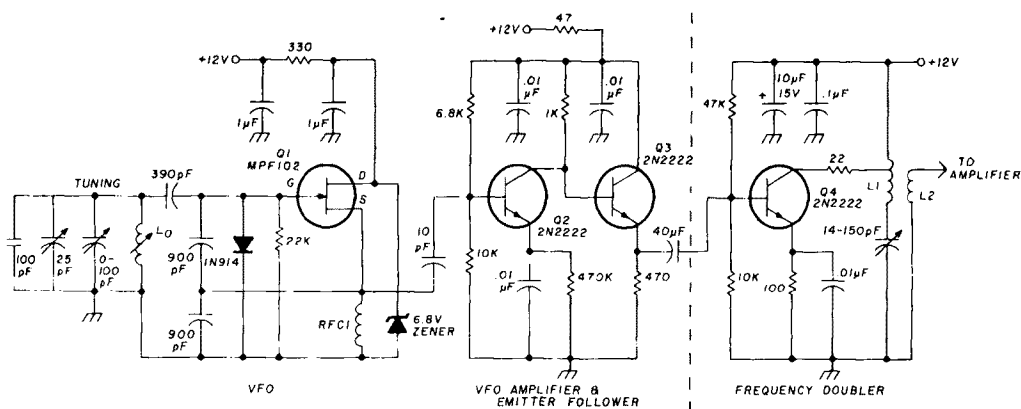 +12V
330
1µF
1µF
Q1
MPF102
D
G
S
TUNING
390pF
100
pF
25
pF
0-
100
pF
LO
900
pF
900
pF
1N914
22K
RFC1
6.8V
ZENER
VFO
10
pF
+12V
47
6.8K
.01
µF
1K
.01
µF
Q3
2N2222
Q2
2N2222
10K
.01
µF
470K
470
40µF
VFO AMPLIFIER &
EMITTER FOLLOWER
+12V
47K
10µF
15V
+
.1µF
22
Q4
2N2222
L1
L2
TO
AMPLIFIER
14-150pF
10K
100
.01µF
FREQUENCY DOUBLER